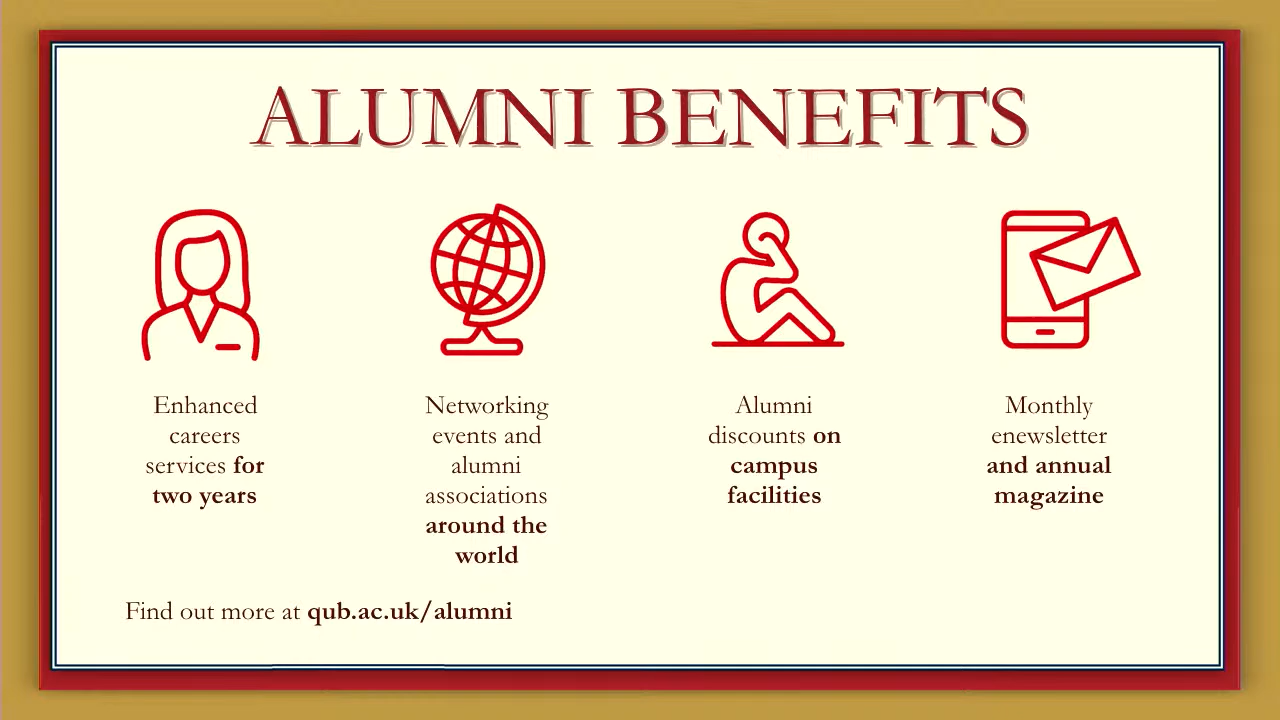 ALUMNI BENEFITS
Enhanced
careers
services for
two years
Networking
events and
alumni
associations
around the
world
Alumni
discounts on
campus
facilities
Monthly
enewsletter
and annual
magazine
Find out more at qub.ac.uk/alumni